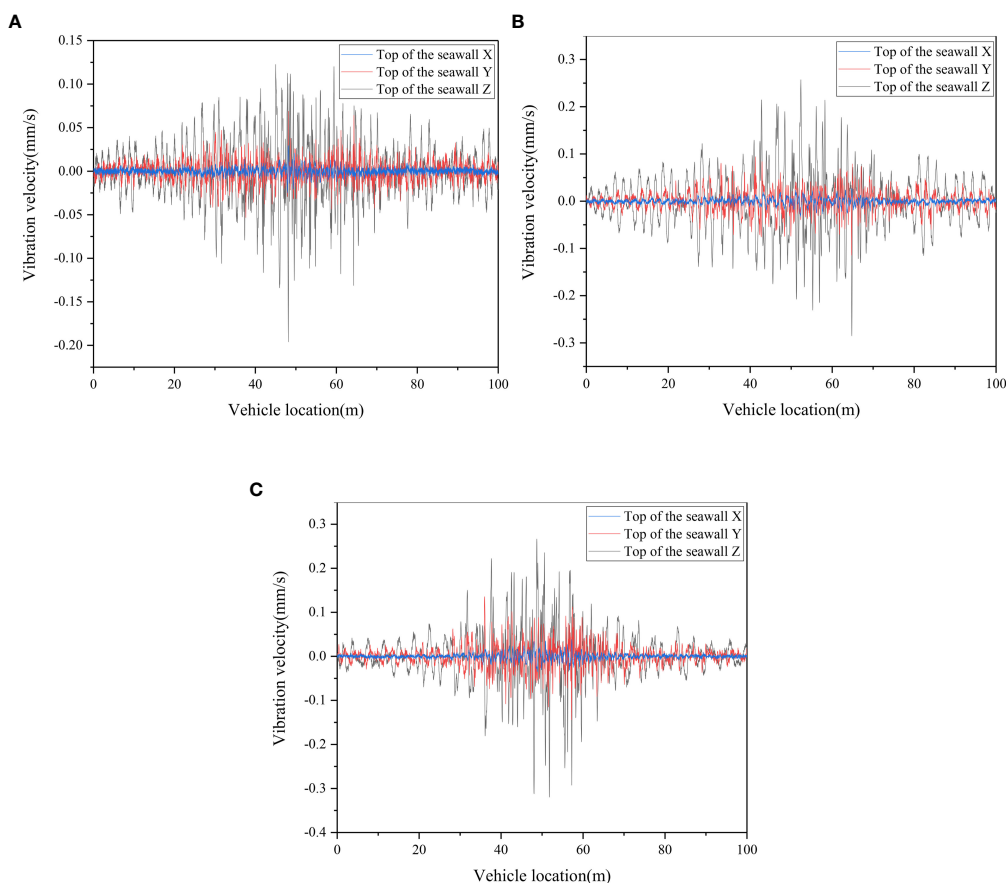 A
0.15
0.10
0.05
0.00
-0.05
-0.10
-0.15
-0.20
Vibration velocity(mm/s)
Top of the seawall X
Top of the seawall Y
Top of the seawall Z
0 20 40 60 80 100
Vehicle location(m)
B
0.3
0.2
0.1
0.0
-0.1
-0.2
-0.3
Vibration velocity(mm/s)
Top of the seawall X
Top of the seawall Y
Top of the seawall Z
0 20 40 60 80 100
Vehicle location(m)
C
0.3
0.2
0.1
0.0
-0.1
-0.2
-0.3
-0.4
Vibration velocity(mm/s)
Top of the seawall X
Top of the seawall Y
Top of the seawall Z
0 20 40 60 80 100
Vehicle location(m)